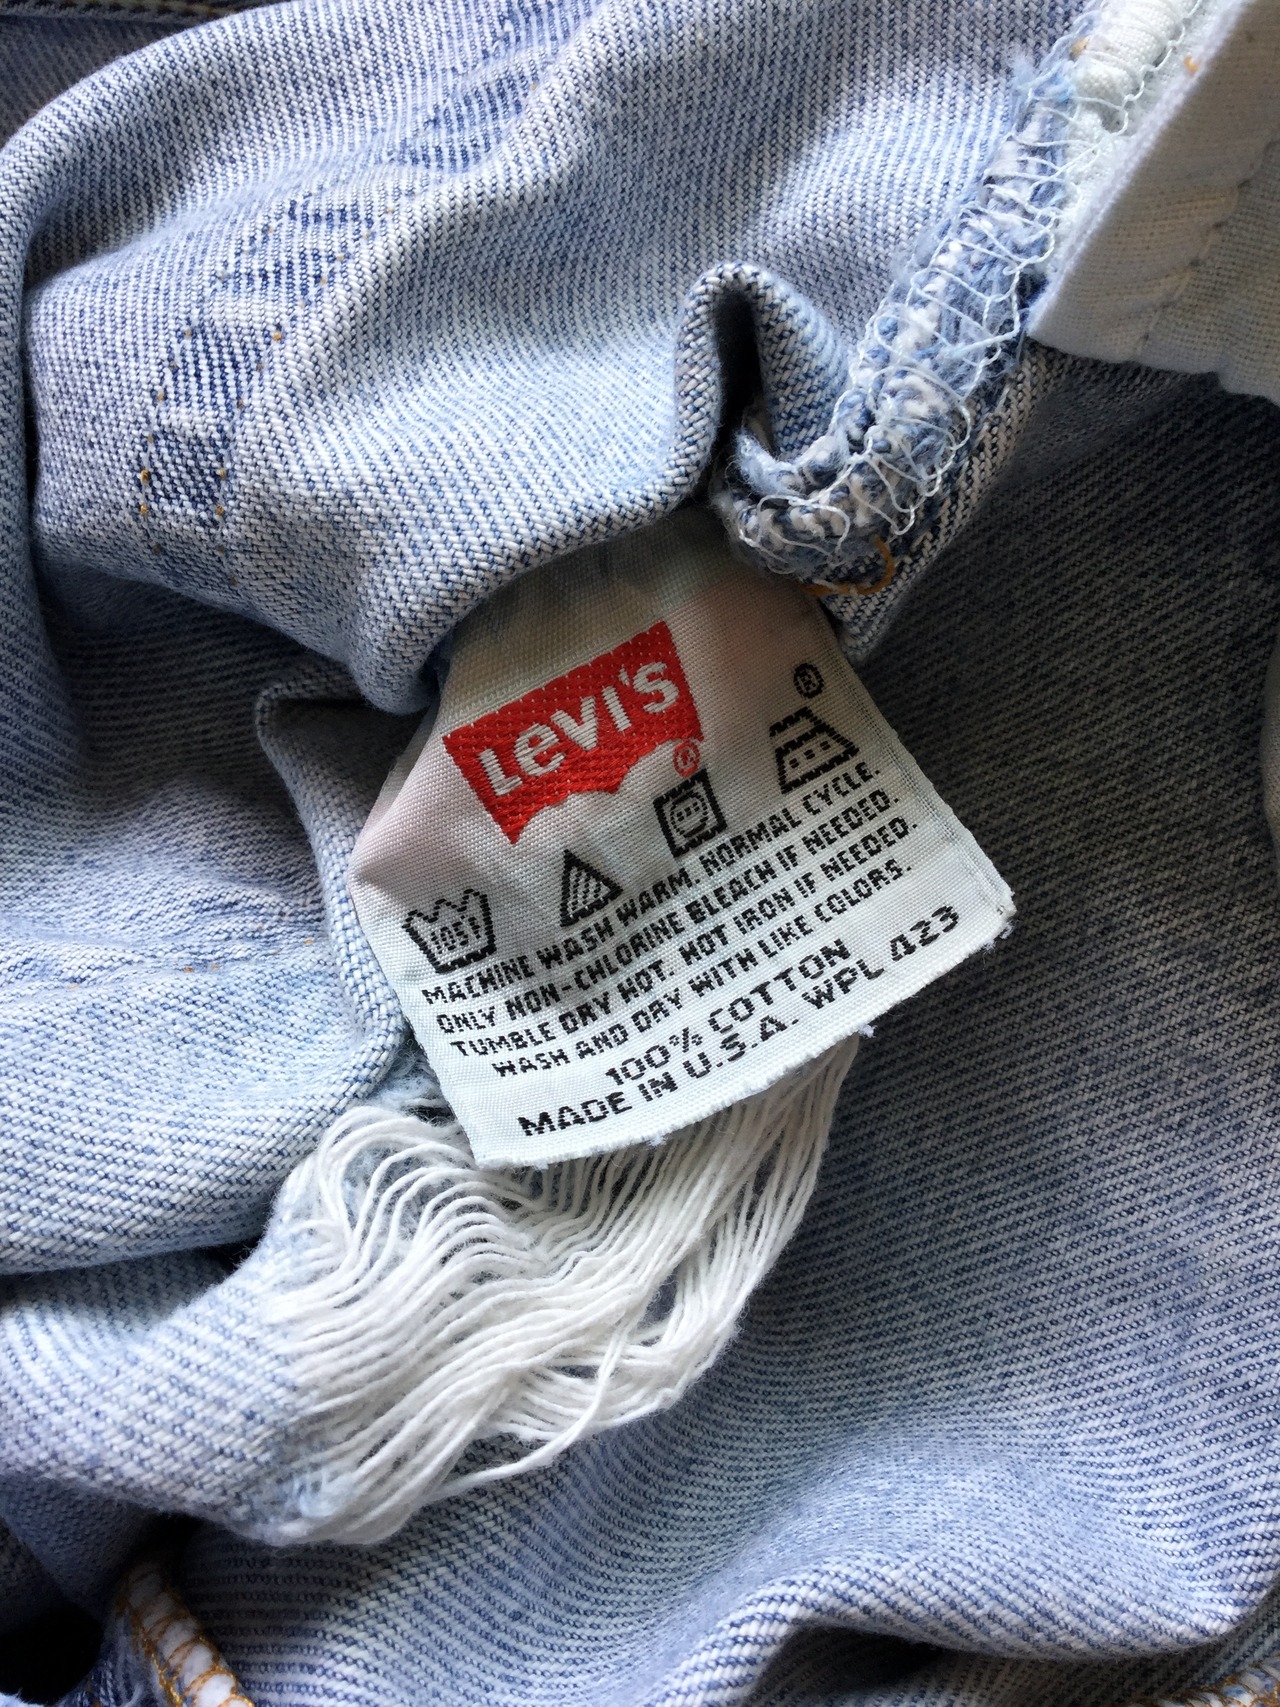 Levi's
®
®
105F
MACHINE WASH WARM. NORMAL CYCLE.
ONLY NON-CHLORINE BLEACH IF NEEDED.
TUMBLE DRY HOT. HOT IRON IF NEEDED.
WASH AND DRY WITH LIKE COLORS.
100% COTTON
MADE IN U.S.A. WPL 423